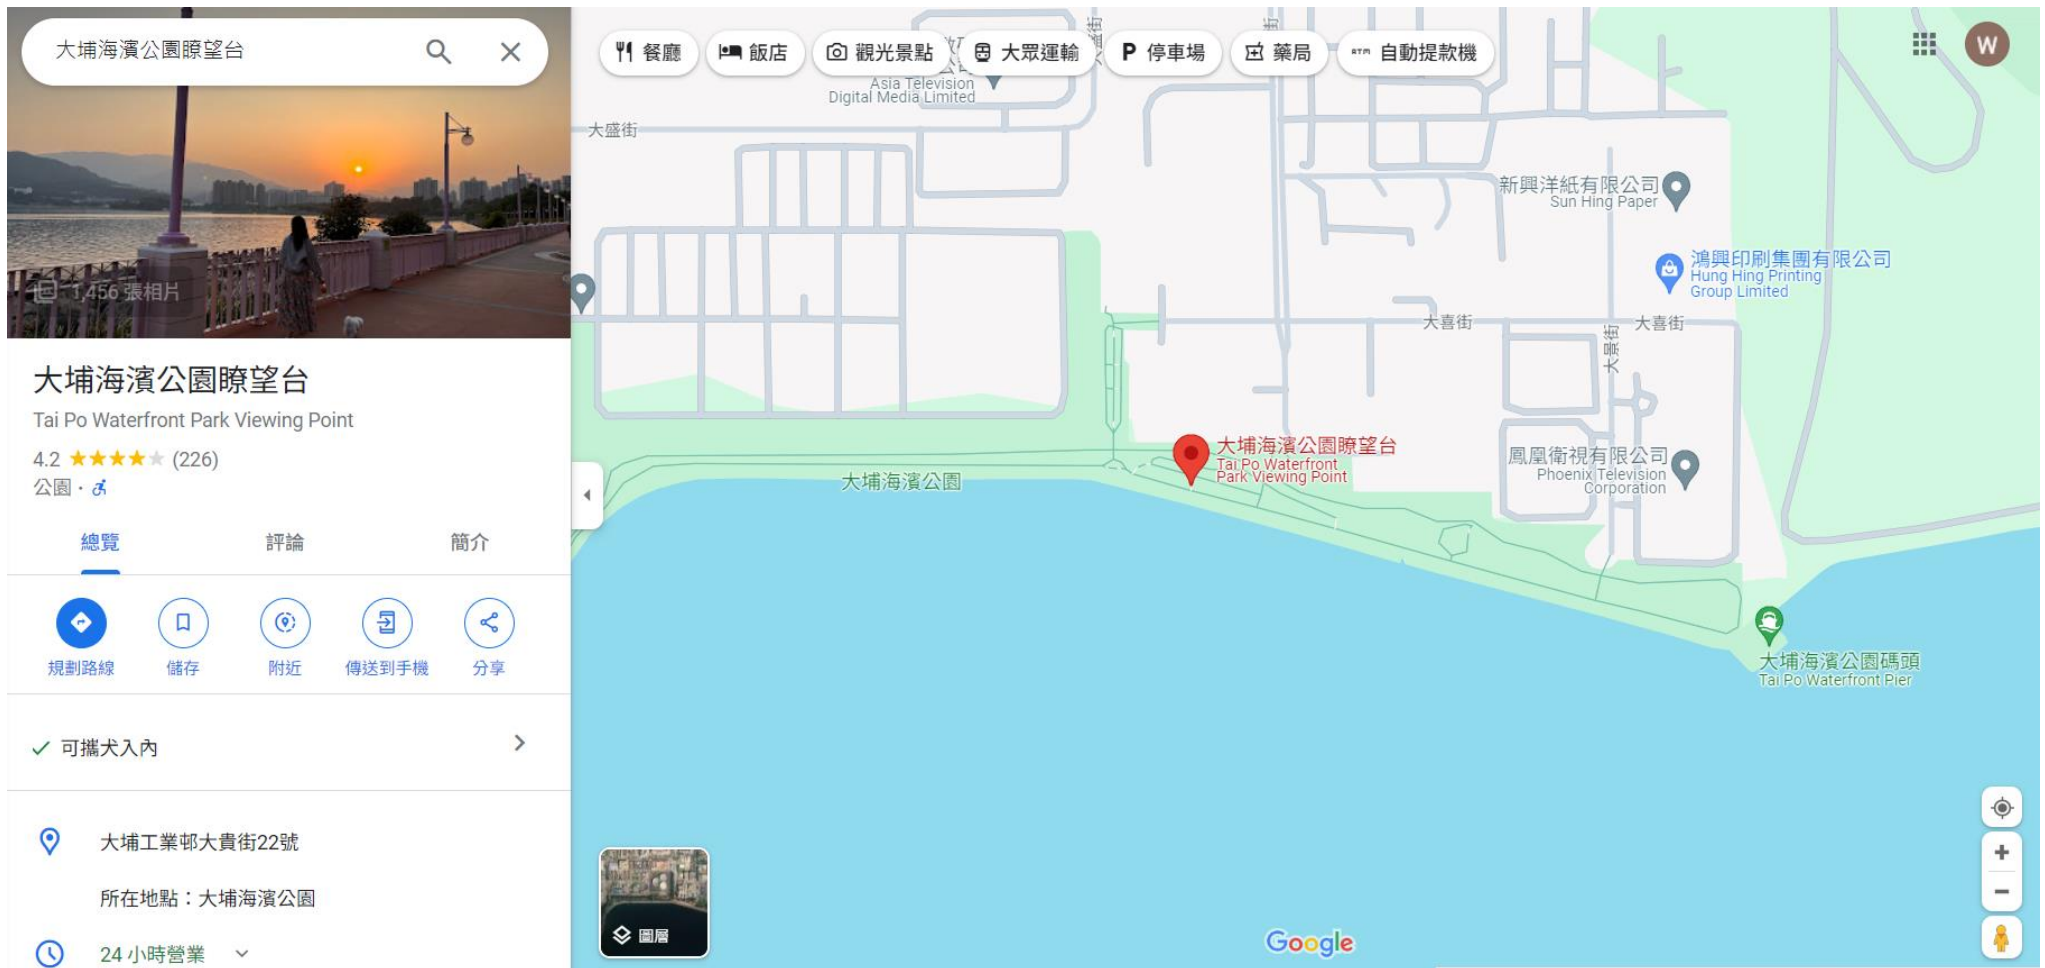 大埔海濱公園瞭望台
1,456 張相片
大埔海濱公園瞭望台
Tai Po Waterfront Park Viewing Point
4.2 (226)
公園 ·
總覽
評論
簡介
規劃路線
儲存
附近
傳送到手機
分享
可攜犬入內
大埔工業邨大貴街22號
所在地點：大埔海濱公園
24 小時營業
餐廳
飯店
觀光景點
大眾運輸
P 停車場
藥局
ATM 自動提款機
W
Asia Television
Digital Media Limited
大盛街
新興洋紙有限公司
Sun Hing Paper
鴻興印刷集團有限公司
Hung Hing Printing
Group Limited
大喜街
大喜街
大景街
大埔海濱公園瞭望台
Tai Po Waterfront
Park Viewing Point
大埔海濱公園
鳳凰衛視有限公司
Phoenix Television
Corporation
大埔海濱公園碼頭
Tai Po Waterfront Pier
圖層
Google